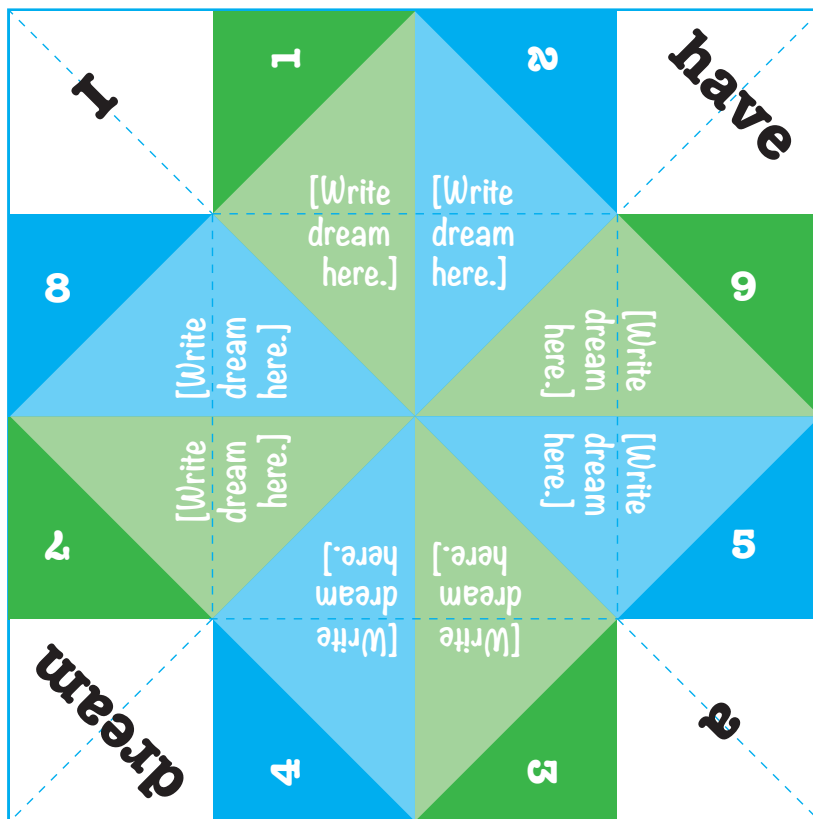 I
1
2
have
[Write
dream
here.]
[Write
dream
here.]
8
6
[Write
dream
here.]
[Write
dream
here.]
[Write
dream
here.]
[Write
dream
here.]
7
5
[Write
dream
here.]
[Write
dream
here.]
dream
4
3
a